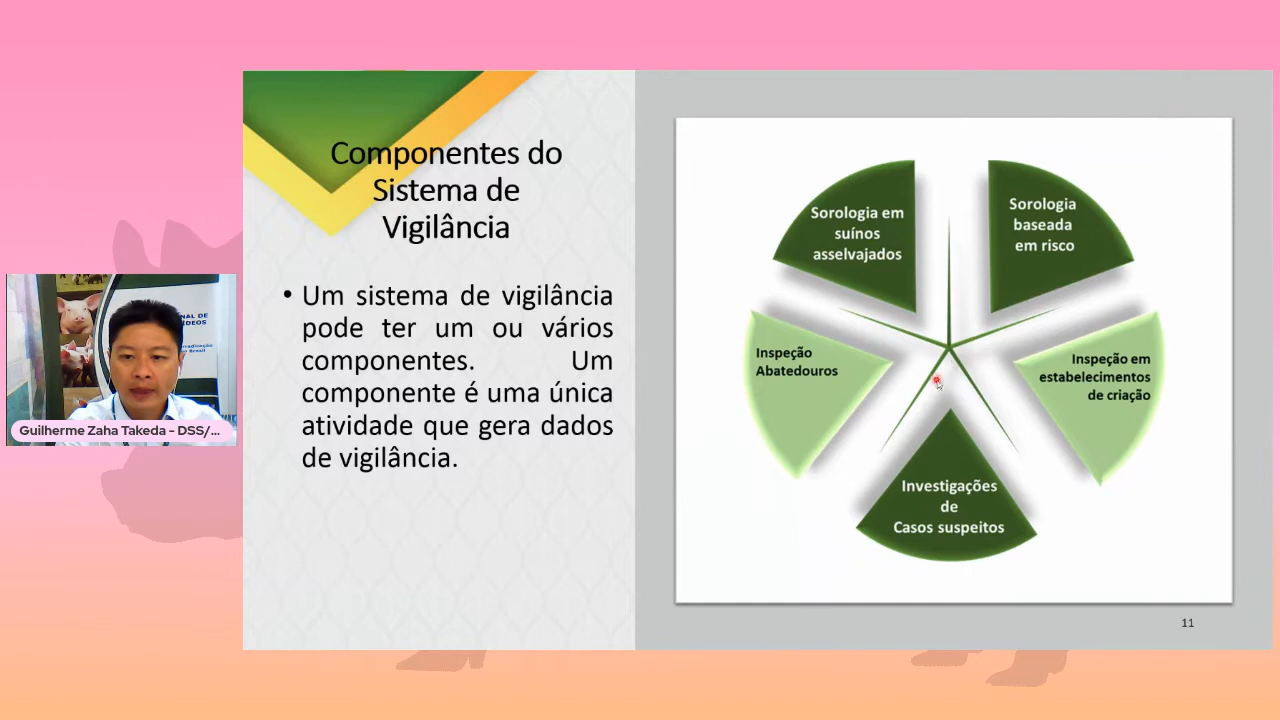 Componentes do
Sistema de
Vigilância
• Um sistema de vigilância
pode ter um ou vários
componentes. Um
componente é uma única
atividade que gera dados
de vigilância.
Sorologia em
suínos
asselvajados
Sorologia
baseada
em risco
Inspeção
Abatedouros
Inspeção em
estabelecimentos
de criação
Investigações
de
Casos suspeitos
11
Guilherme Zaha Takeda - DSS/...